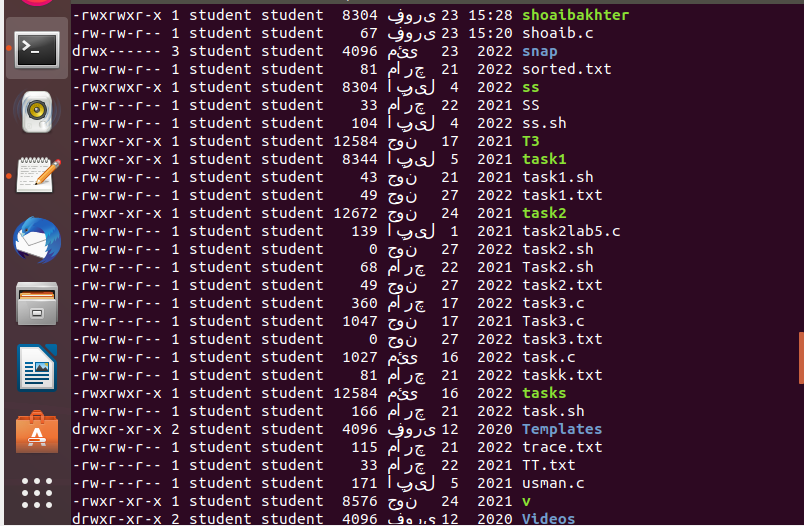 -rwxrwxr-x 1 student student 8304 فروری 23 15:28 shoaibakhter
-rw-rw-r-- 1 student student 67 فروری 23 15:20 shoaib.c
drwx------ 3 student student 4096 مئی 23 2022 snap
-rw-rw-r-- 1 student student 81 مارچ 21 2022 sorted.txt
-rwxrwxr-x 1 student student 8304 اپریل 4 2022 ss
-rw-r--r-- 1 student student 33 مارچ 22 2021 SS
-rw-rw-r-- 1 student student 104 اپریل 4 2022 ss.sh
-rwxr-xr-x 1 student student 12584 جون 17 2021 T3
-rwxr-xr-x 1 student student 8344 اپریل 5 2021 task1
-rw-rw-r-- 1 student student 43 جون 21 2021 task1.sh
-rw-rw-r-- 1 student student 49 جون 27 2022 task1.txt
-rwxr-xr-x 1 student student 12672 جون 24 2021 task2
-rw-rw-r-- 1 student student 139 اپریل 1 2021 task2lab5.c
-rw-rw-r-- 1 student student 0 جون 27 2022 task2.sh
-rw-r--r-- 1 student student 68 مارچ 22 2021 Task2.sh
-rw-rw-r-- 1 student student 49 جون 27 2022 task2.txt
-rw-rw-r-- 1 student student 360 مارچ 17 2022 task3.c
-rw-r--r-- 1 student student 1047 جون 17 2021 Task3.c
-rw-rw-r-- 1 student student 0 جون 27 2022 task3.txt
-rw-rw-r-- 1 student student 1027 مئی 16 2022 task.c
-rw-rw-r-- 1 student student 81 مارچ 21 2022 taskk.txt
-rwxrwxr-x 1 student student 12584 مئی 16 2022 tasks
-rw-rw-r-- 1 student student 166 مارچ 21 2022 task.sh
drwxr-xr-x 2 student student 4096 فروری 12 2020 Templates
-rw-rw-r-- 1 student student 115 مارچ 21 2022 trace.txt
-rw-r--r-- 1 student student 33 مارچ 22 2021 TT.txt
-rw-r--r-- 1 student student 171 اپریل 5 2021 usman.c
-rwxr-xr-x 1 student student 8576 جون 24 2021 v
drwxr-xr-x 2 student student 4096 فروری 12 2020 Videos